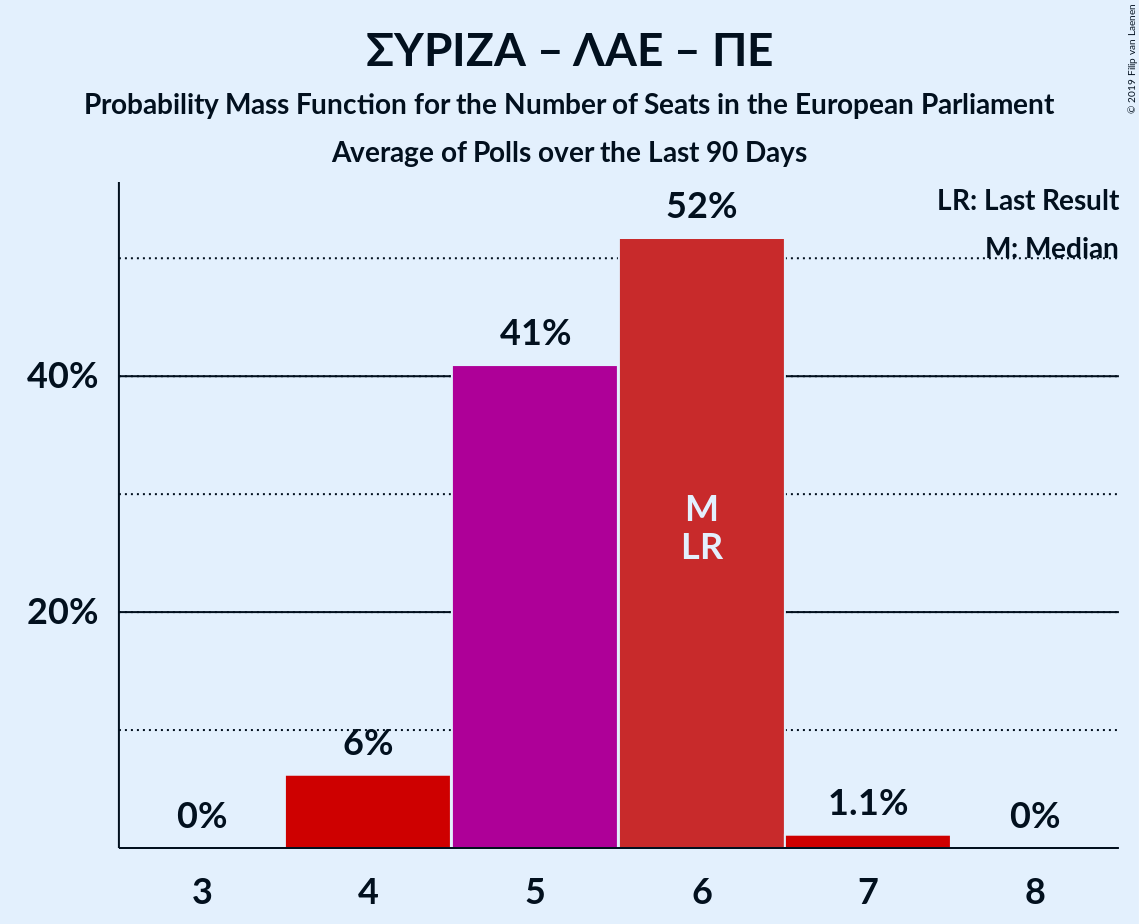 ΣΥΡΙΖΑ – ΛΑΕ – ΠΕ
Probability Mass Function for the Number of Seats in the European Parliament
Average of Polls over the Last 90 Days
© 2019 Filip van Laenen
LR: Last Result
M: Median
52%
41%
40%
M
LR
20%
6%
1.1%
0%
0%
3 4 5 6 7 8